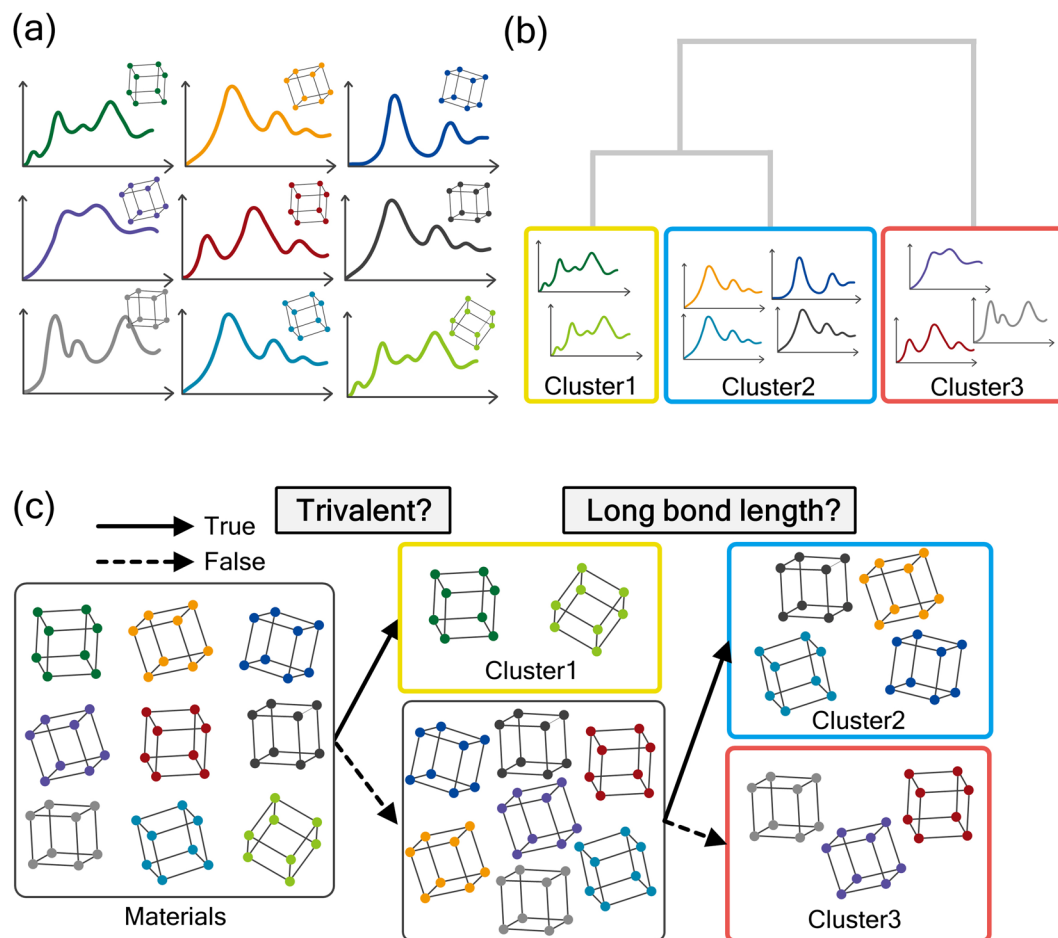 (a)
(b)
Cluster1
Cluster2
Cluster3
(c)
True
False
Trivalent?
Long bond length?
Cluster1
Cluster2
Cluster3
Materials